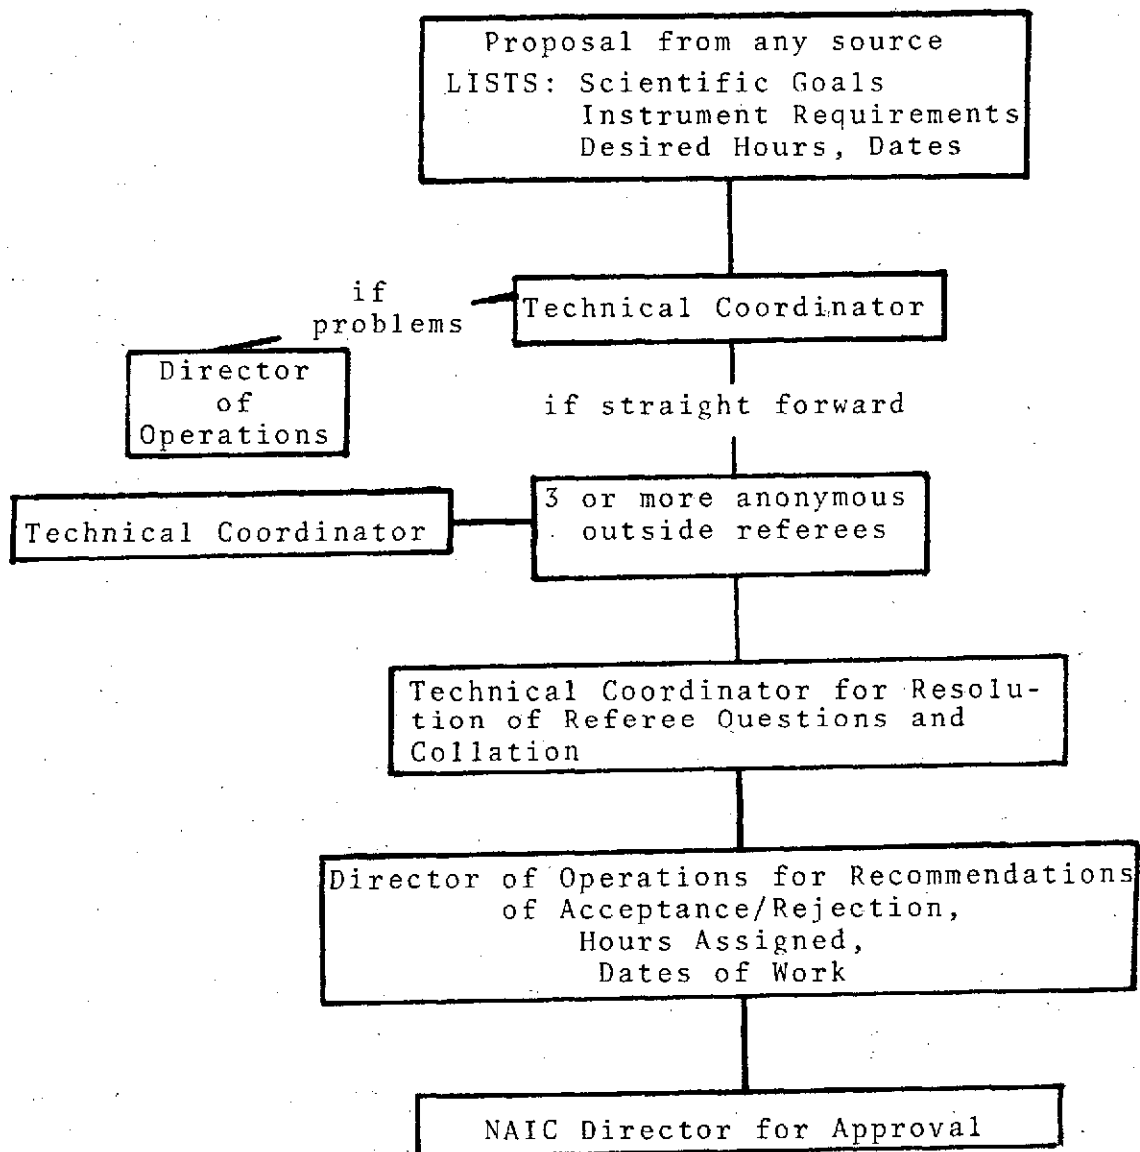 Proposal from any source
LISTS: Scientific Goals
Instrument Requirements
Desired Hours, Dates
if
problems
Technical Coordinator
Director
of
Operations
if straight forward
3 or more anonymous
outside referees
Technical Coordinator
Technical Coordinator for Resolu-
tion of Referee Questions and
Collation
Director of Operations for Recommendations
of Acceptance/Rejection,
Hours Assigned,
Dates of Work
NAIC Director for Approval